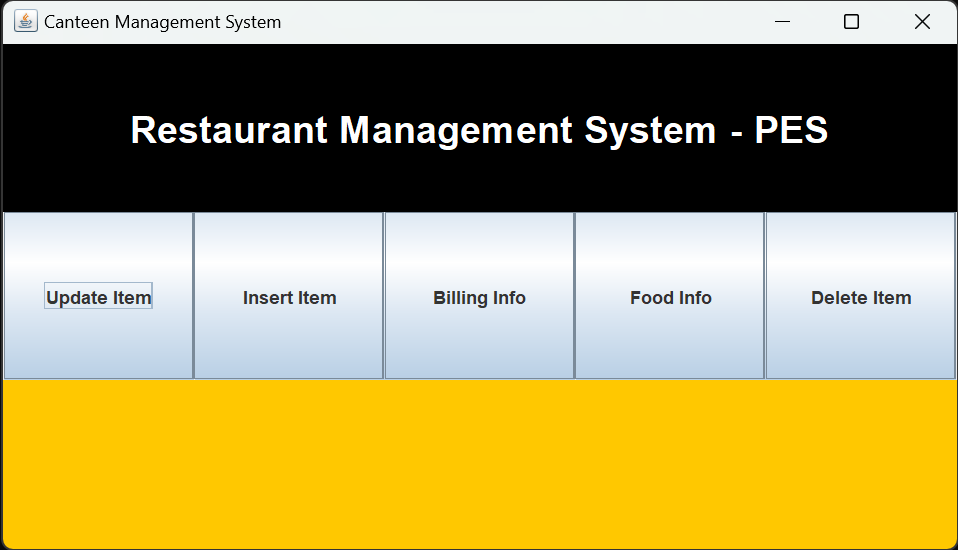 Canteen Management System
Restaurant Management System - PES
Update Item
Insert Item
Billing Info
Food Info
Delete Item